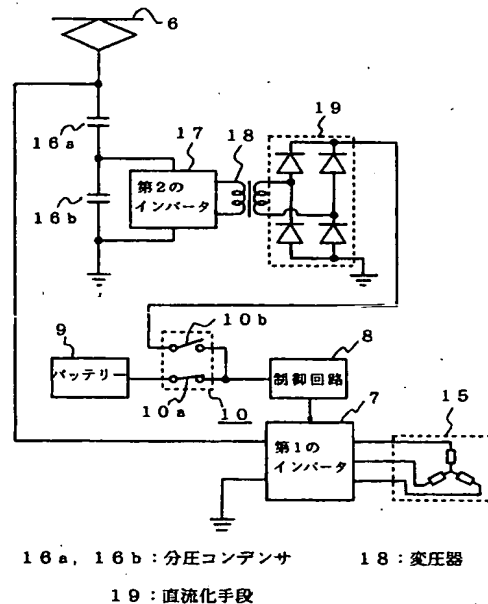 6
16a
16b
17
18
19
第2の
インバータ
10b
9
バッテリー
10a
10
8
制御回路
7
第1の
インバータ
15
16a, 16b:分圧コンデンサ 18:変圧器
19:直流化手段